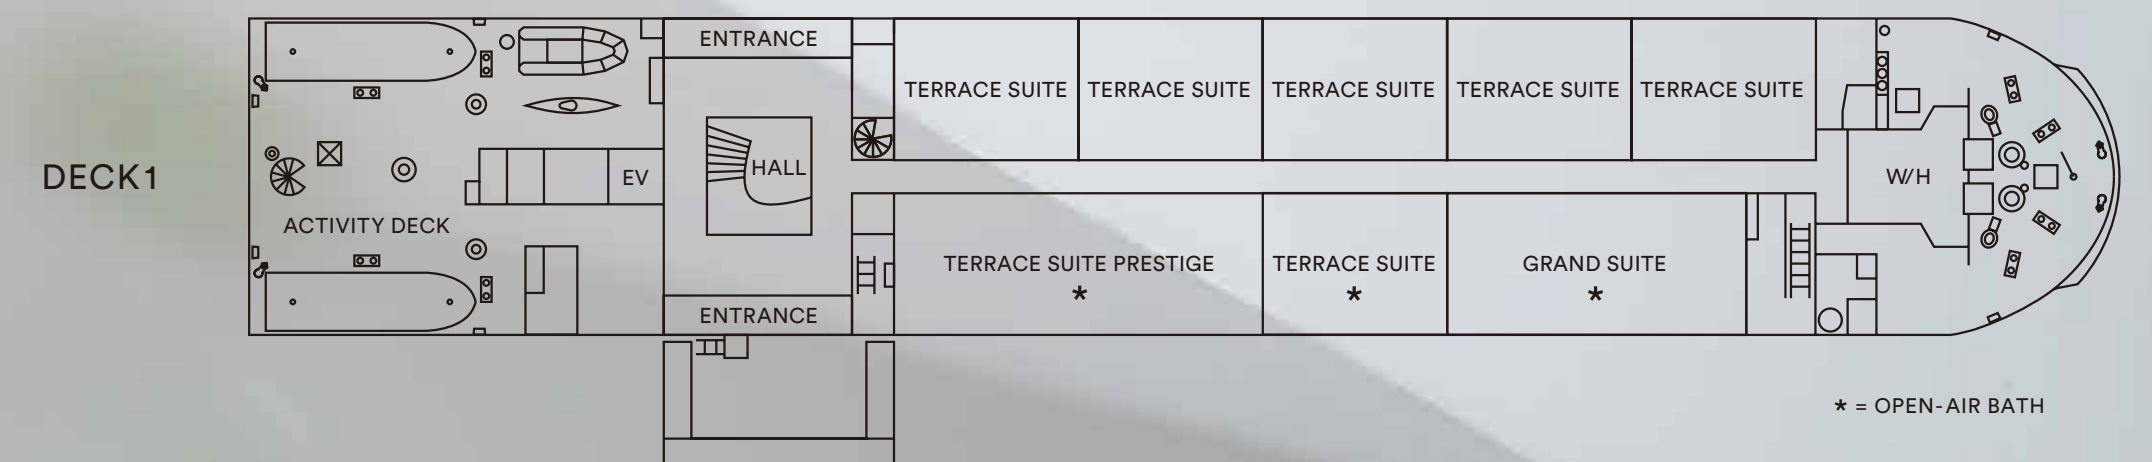 DECK1
ENTRANCE
TERRACE SUITE
TERRACE SUITE
TERRACE SUITE
TERRACE SUITE
TERRACE SUITE
HALL
EV
W/H
ACTIVITY DECK
TERRACE SUITE PRESTIGE
*
TERRACE SUITE
*
GRAND SUITE
*
ENTRANCE
* = OPEN-AIR BATH